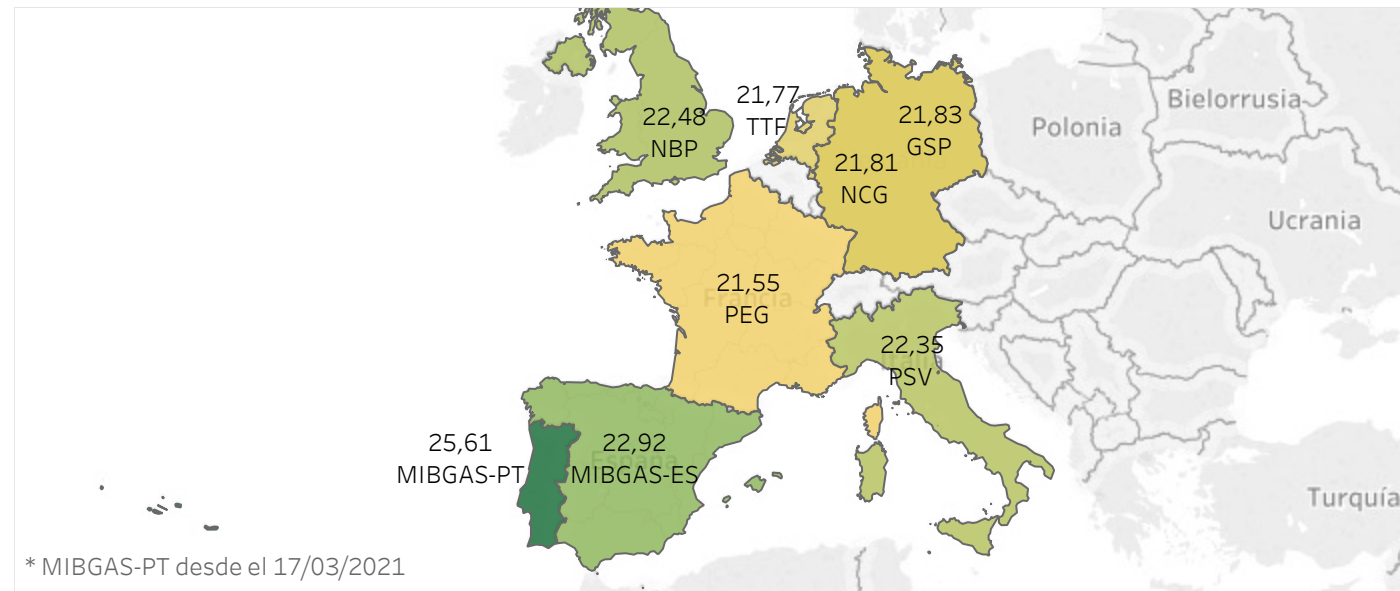 21,77
TTF
22,48
NBP
21,83
GSP
21,81
NCG
Bielorrusia
Polonia
Ucrania
21,55
Francia
PEG
22,35
Italia
PSV
25,61
MIBGAS-PT
22,92
España
MIBGAS-ES
Turquía
* MIBGAS-PT desde el 17/03/2021